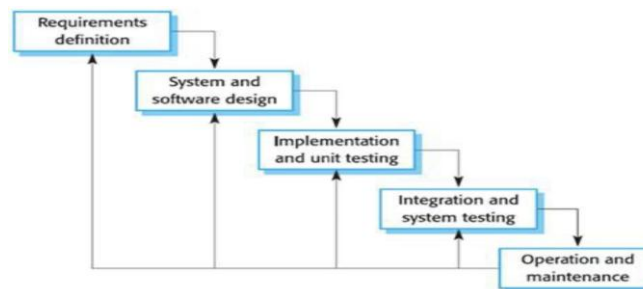 Requirements
definition
System and
software design
Implementation
and unit testing
Integration and
system testing
Operation and
maintenance